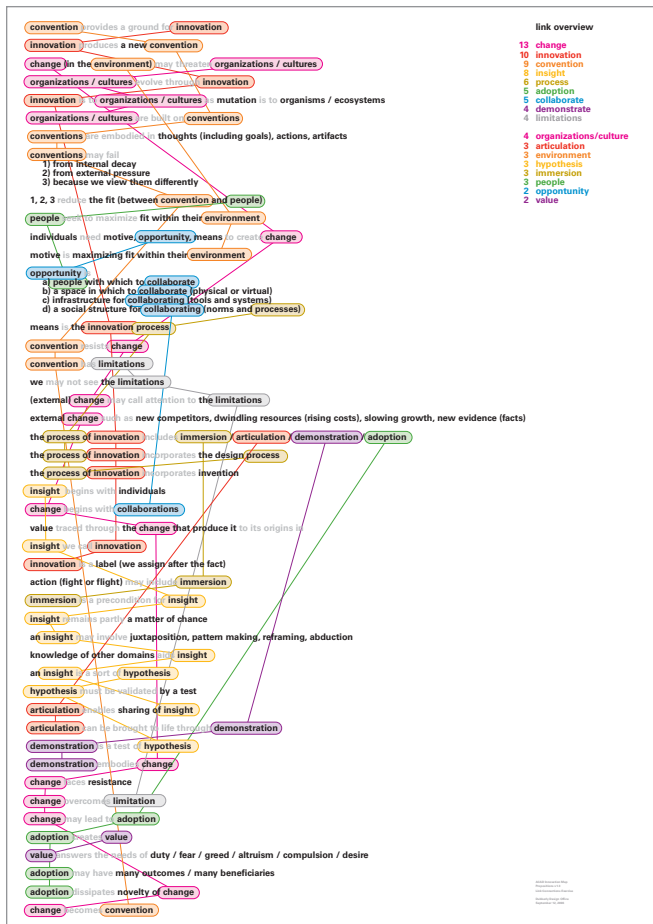 convention provides a ground for innovation
innovation produces a new convention
change (in the environment) may threaten organizations / cultures
organizations / cultures evolve through innovation
innovation is to organizations / cultures as mutation is to organisms / ecosystems
organizations / cultures are built on conventions
conventions are embodied in thoughts (including goals), actions, artifacts
conventions may fail
1) from internal decay
2) from external pressure
3) because we view them differently
1, 2, 3 reduce the fit (between convention and people)
people seek to maximize fit within their environment
individuals need motive, opportunity, means to create change
motive is maximizing fit within their environment
opportunity is
a) people with which to collaborate
b) a space in which to collaborate (physical or virtual)
c) infrastructure for collaborating (tools and systems)
d) a social structure for collaborating (norms and processes)
means is the innovation process
convention resists change
convention has limitations
we may not see the limitations
(external) change may call attention to the limitations
external change such as new competitors, dwindling resources (rising costs), slowing growth, new evidence (facts)
the process of innovation includes immersion articulation demonstration adoption
the process of innovation incorporates the design process
the process of innovation incorporates invention
insight begins with individuals
change begins with collaborations
value traced through the change that produce it to its origins is
insight we call innovation
innovation is a label (we assign after the fact)
action (fight or flight) may include immersion
immersion is a precondition for insight
insight remains partly a matter of chance
an insight may involve juxtaposition, pattern making, reframing, abduction
knowledge of other domains aids insight
an insight is a sort of hypothesis
hypothesis must be validated by a test
articulation enables sharing of insight
articulation can be brought to life through demonstration
demonstration is a test of hypothesis
demonstration embodies change
change faces resistance
change overcomes limitation
change may lead to adoption
adoption creates value
value answers the needs of duty / fear / greed / altruism / compulsion / desire
adoption may have many outcomes / many beneficiaries
adoption dissipates novelty of change
change becomes convention
link overview
13 change
10 innovation
9 convention
8 insight
6 process
5 adoption
5 collaborate
4 demonstrate
4 limitations
4 organizations/culture
3 articulation
3 environment
3 hypothesis
3 immersion
3 people
2 opportunity
2 value